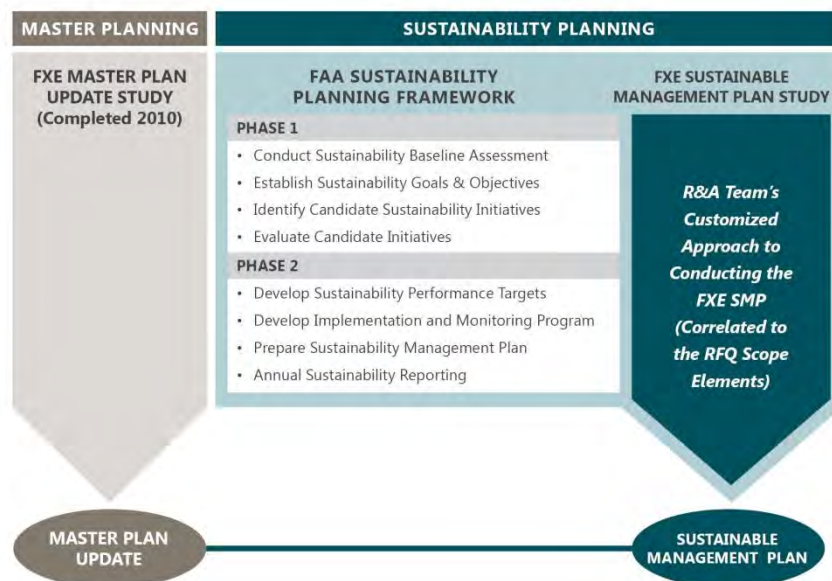 MASTER PLANNING
SUSTAINABILITY PLANNING
FXE MASTER PLAN
UPDATE STUDY
(Completed 2010)
FAA SUSTAINABILITY
PLANNING FRAMEWORK
PHASE 1
• Conduct Sustainability Baseline Assessment
• Establish Sustainability Goals & Objectives
• Identify Candidate Sustainability Initiatives
• Evaluate Candidate Initiatives
PHASE 2
• Develop Sustainability Performance Targets
• Develop Implementation and Monitoring Program
• Prepare Sustainability Management Plan
• Annual Sustainability Reporting
FXE SUSTAINABLE
MANAGEMENT PLAN STUDY
R&A Team's
Customized
Approach to
Conducting the
FXE SMP
(Correlated to
the RFQ Scope
Elements)
MASTER PLAN
UPDATE
SUSTAINABLE
MANAGEMENT PLAN